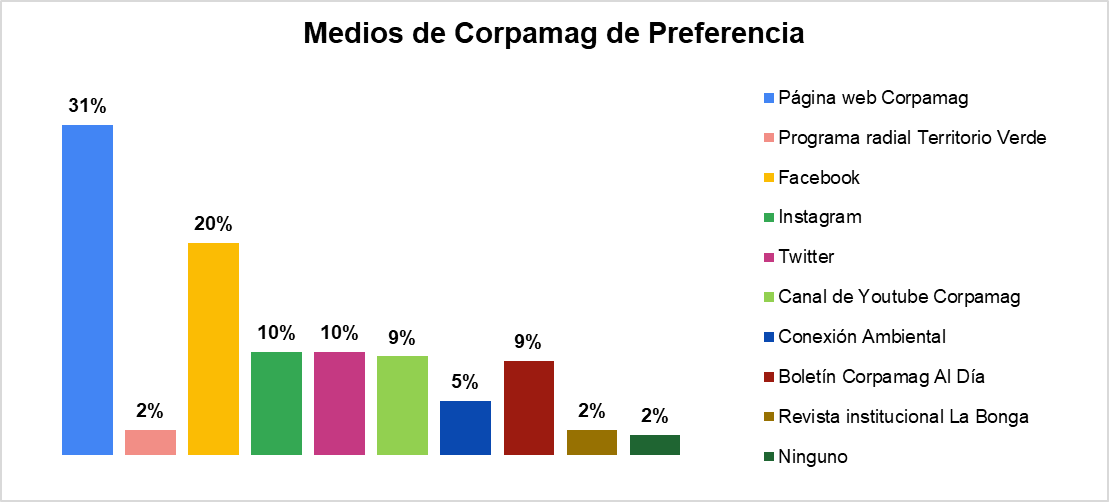 Medios de Corpamag de Preferencia
31%
2%
20%
10%
10%
9%
5%
9%
2%
2%
Página web Corpamag
Programa radial Territorio Verde
Facebook
Instagram
Twitter
Canal de Youtube Corpamag
Conexión Ambiental
Boletín Corpamag Al Día
Revista institucional La Bonga
Ninguno